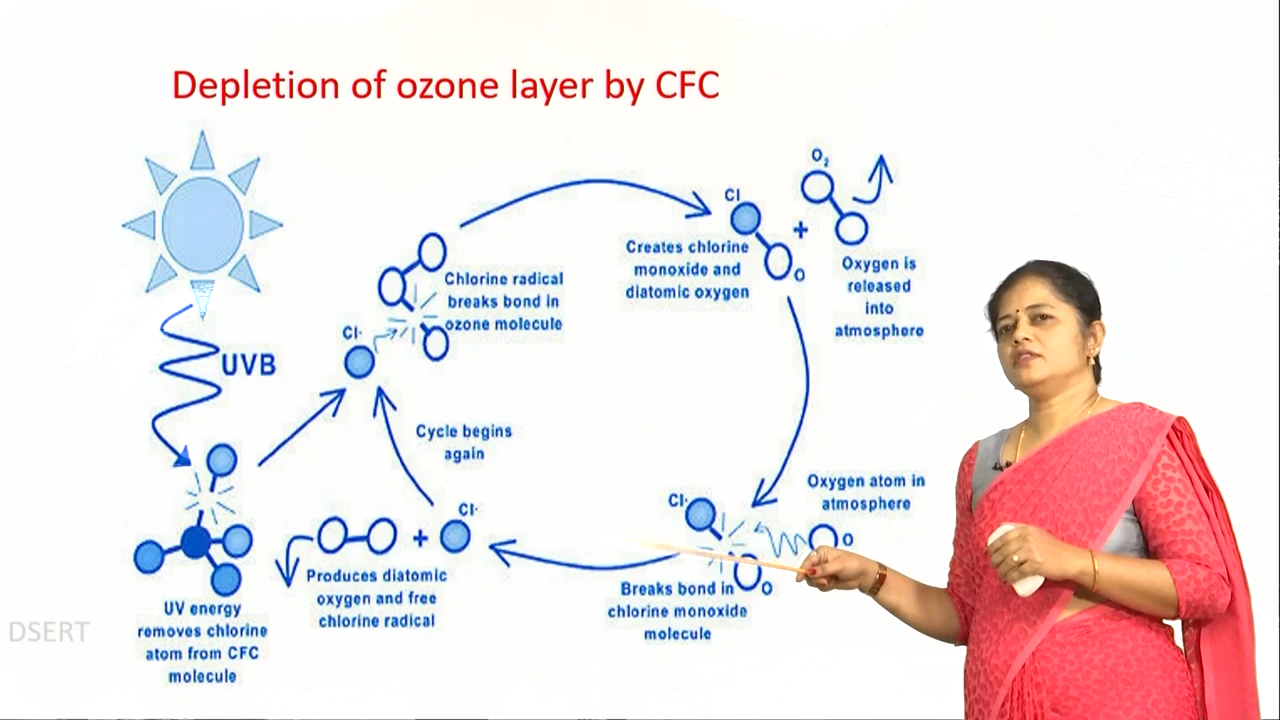 Depletion of ozone layer by CFC
UVB
UV energy
removes chlorine
atom from CFC
molecule
Cl·
Chlorine radical
breaks bond in
ozone molecule
Cl
O
O₂
Creates chlorine
monoxide and
diatomic oxygen
+
Oxygen is
released
into
atmosphere
Oxygen atom in
atmosphere
O
Cl·
O
Breaks bond in
chlorine monoxide
molecule
+
Cl·
Produces diatomic
oxygen and free
chlorine radical
Cycle begins
again
DSERT